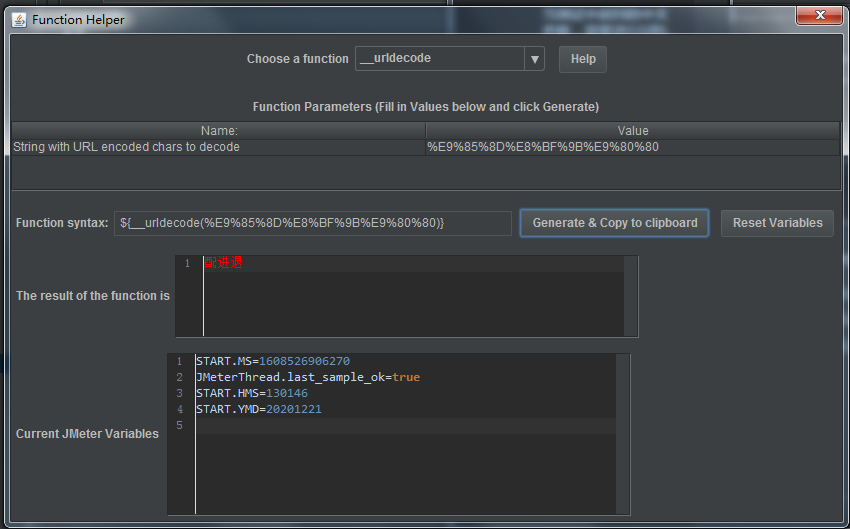 Function Helper
Choose a function __urldecode Help
Function Parameters (Fill in Values below and click Generate)
Name: Value
String with URL encoded chars to decode %E9%85%8D%E8%BF%9B%E9%80%80
Function syntax: ${__urldecode(%E9%85%8D%E8%BF%9B%E9%80%80)} Generate & Copy to clipboard Reset Variables
1 配进退
The result of the function is
1 START.MS=1608526906270
2 JMeterThread.last_sample_ok=true
3 START.HMS=130146
4 START.YMD=20201221
5
Current JMeter Variables